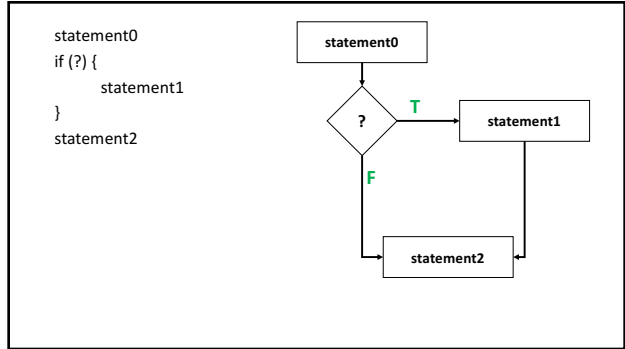 statement0
if (?) {
statement1
}
statement2
statement0
?
T
statement1
F
statement2